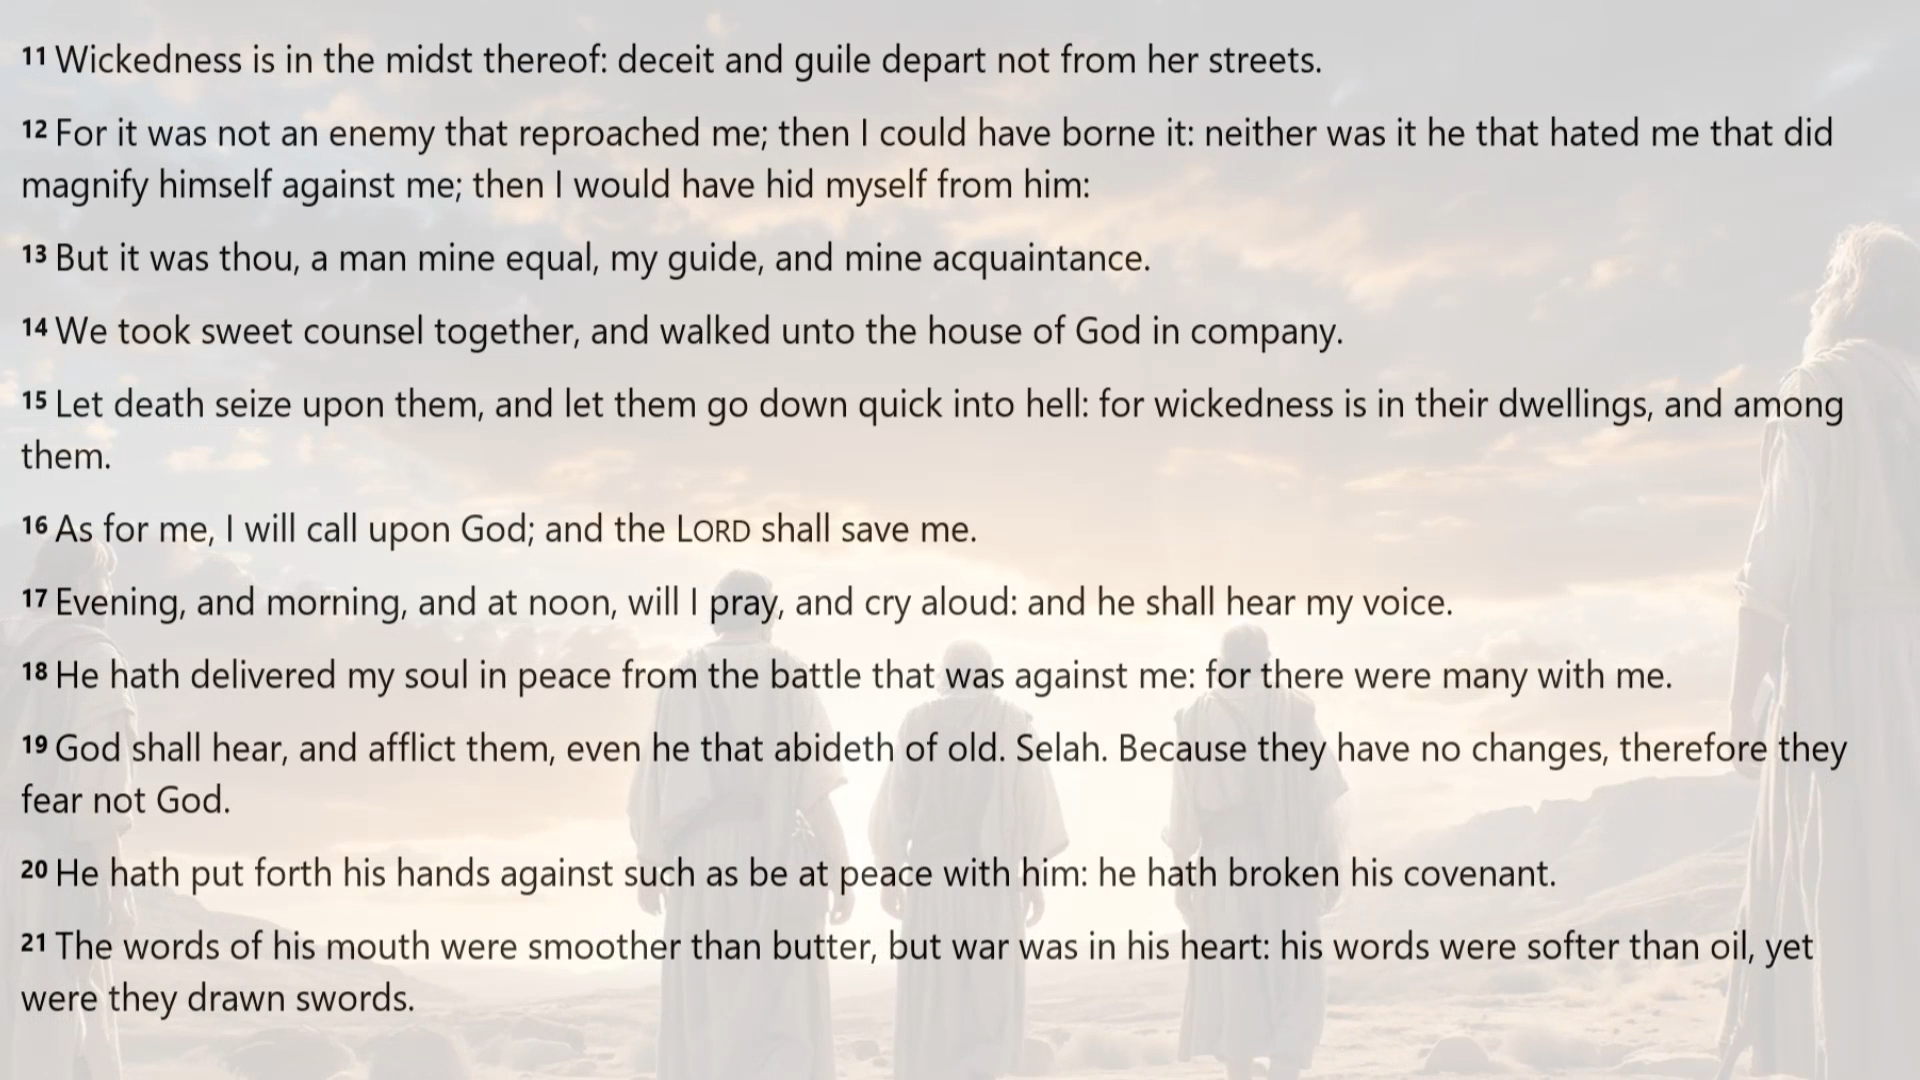 11 Wickedness is in the midst thereof: deceit and guile depart not from her streets.
12 For it was not an enemy that reproached me; then I could have borne it: neither was it he that hated me that did
magnify himself against me; then I would have hid myself from him:
13 But it was thou, a man mine equal, my guide, and mine acquaintance.
14 We took sweet counsel together, and walked unto the house of God in company.
15 Let death seize upon them, and let them go down quick into hell: for wickedness is in their dwellings, and among
them.
16 As for me, I will call upon God; and the LORD shall save me.
17 Evening, and morning, and at noon, will I pray, and cry aloud: and he shall hear my voice.
18 He hath delivered my soul in peace from the battle that was against me: for there were many with me.
19 God shall hear, and afflict them, even he that abideth of old. Selah. Because they have no changes, therefore they
fear not God.
20 He hath put forth his hands against such as be at peace with him: he hath broken his covenant.
21 The words of his mouth were smoother than butter, but war was in his heart: his words were softer than oil, yet
were they drawn swords.